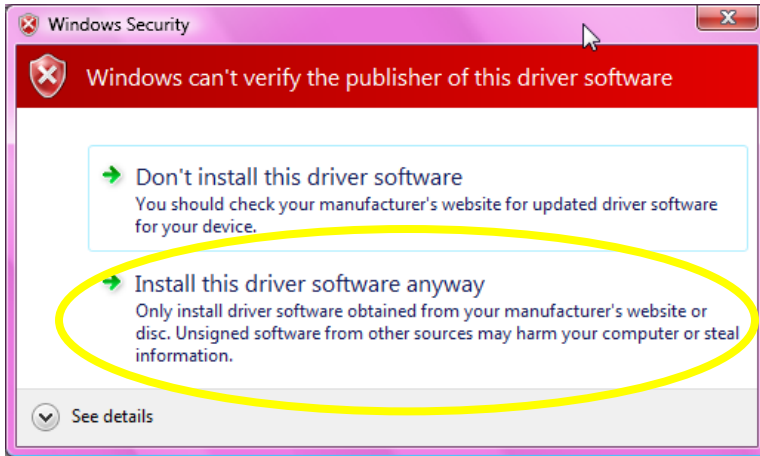 Windows Security
Windows can't verify the publisher of this driver software
Don't install this driver software
You should check your manufacturer's website for updated driver software
for your device.
Install this driver software anyway
Only install driver software obtained from your manufacturer's website or
disc. Unsigned software from other sources may harm your computer or steal
information.
See details